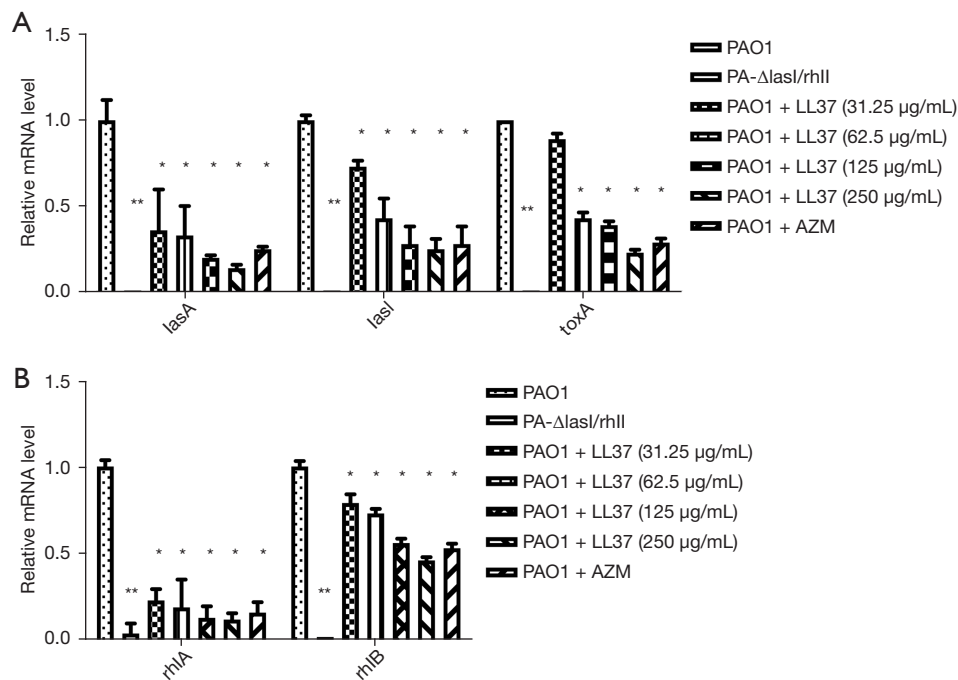 A
Relative mRNA level
1.5
1.0
0.5
0.0
** * * * * *
** * * * * *
** * * * *
lasA
lasI
toxA
PAO1
PA-ΔlasI/rhII
PAO1 + LL37 (31.25 µg/mL)
PAO1 + LL37 (62.5 µg/mL)
PAO1 + LL37 (125 µg/mL)
PAO1 + LL37 (250 µg/mL)
PAO1 + AZM
B
Relative mRNA level
1.5
1.0
0.5
0.0
** * * * * *
** * * * * *
rhlA
rhlB
PAO1
PA-ΔlasI/rhII
PAO1 + LL37 (31.25 µg/mL)
PAO1 + LL37 (62.5 µg/mL)
PAO1 + LL37 (125 µg/mL)
PAO1 + LL37 (250 µg/mL)
PAO1 + AZM